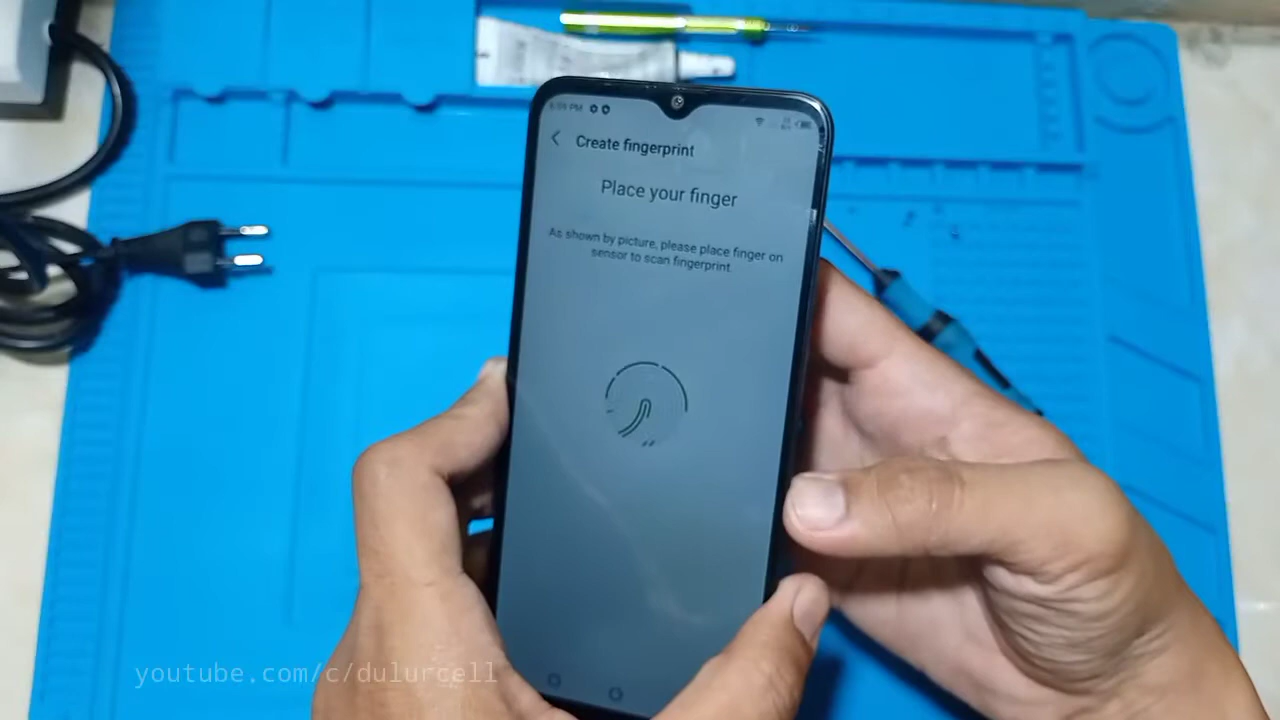 Create fingerprint
Place your finger
As shown by picture, please place finger on
sensor to scan fingerprint
youtube.com/c/dulurcell